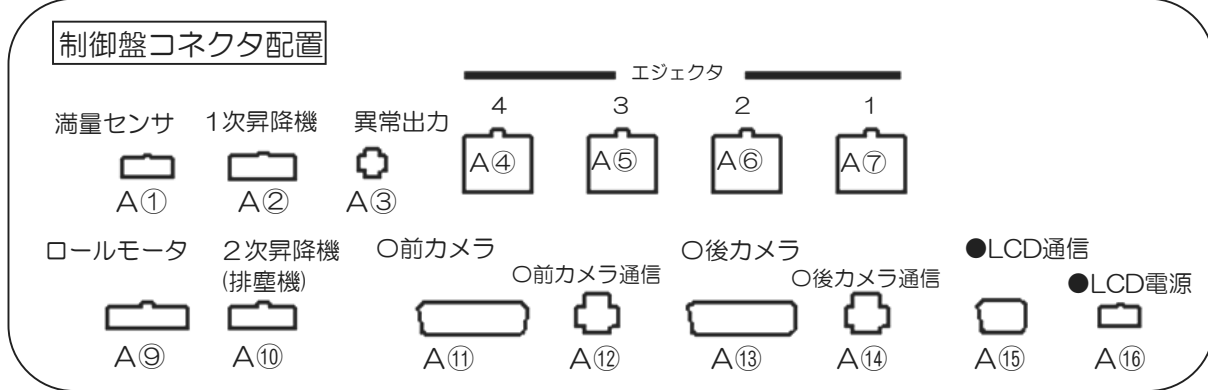 制御盤コネクタ配置
エジェクタ
4 3 2 1
満量センサ 1次昇降機 異常出力
A④ A⑤ A⑥ A⑦
A① A② A③
ロールモータ 2次昇降機 ○前カメラ ○後カメラ ●LCD通信
(排塵機) ○前カメラ通信 ○後カメラ通信 ●LCD電源
A⑨ A⑩ A⑪ A⑫ A⑬ A⑭ A⑮ A⑯